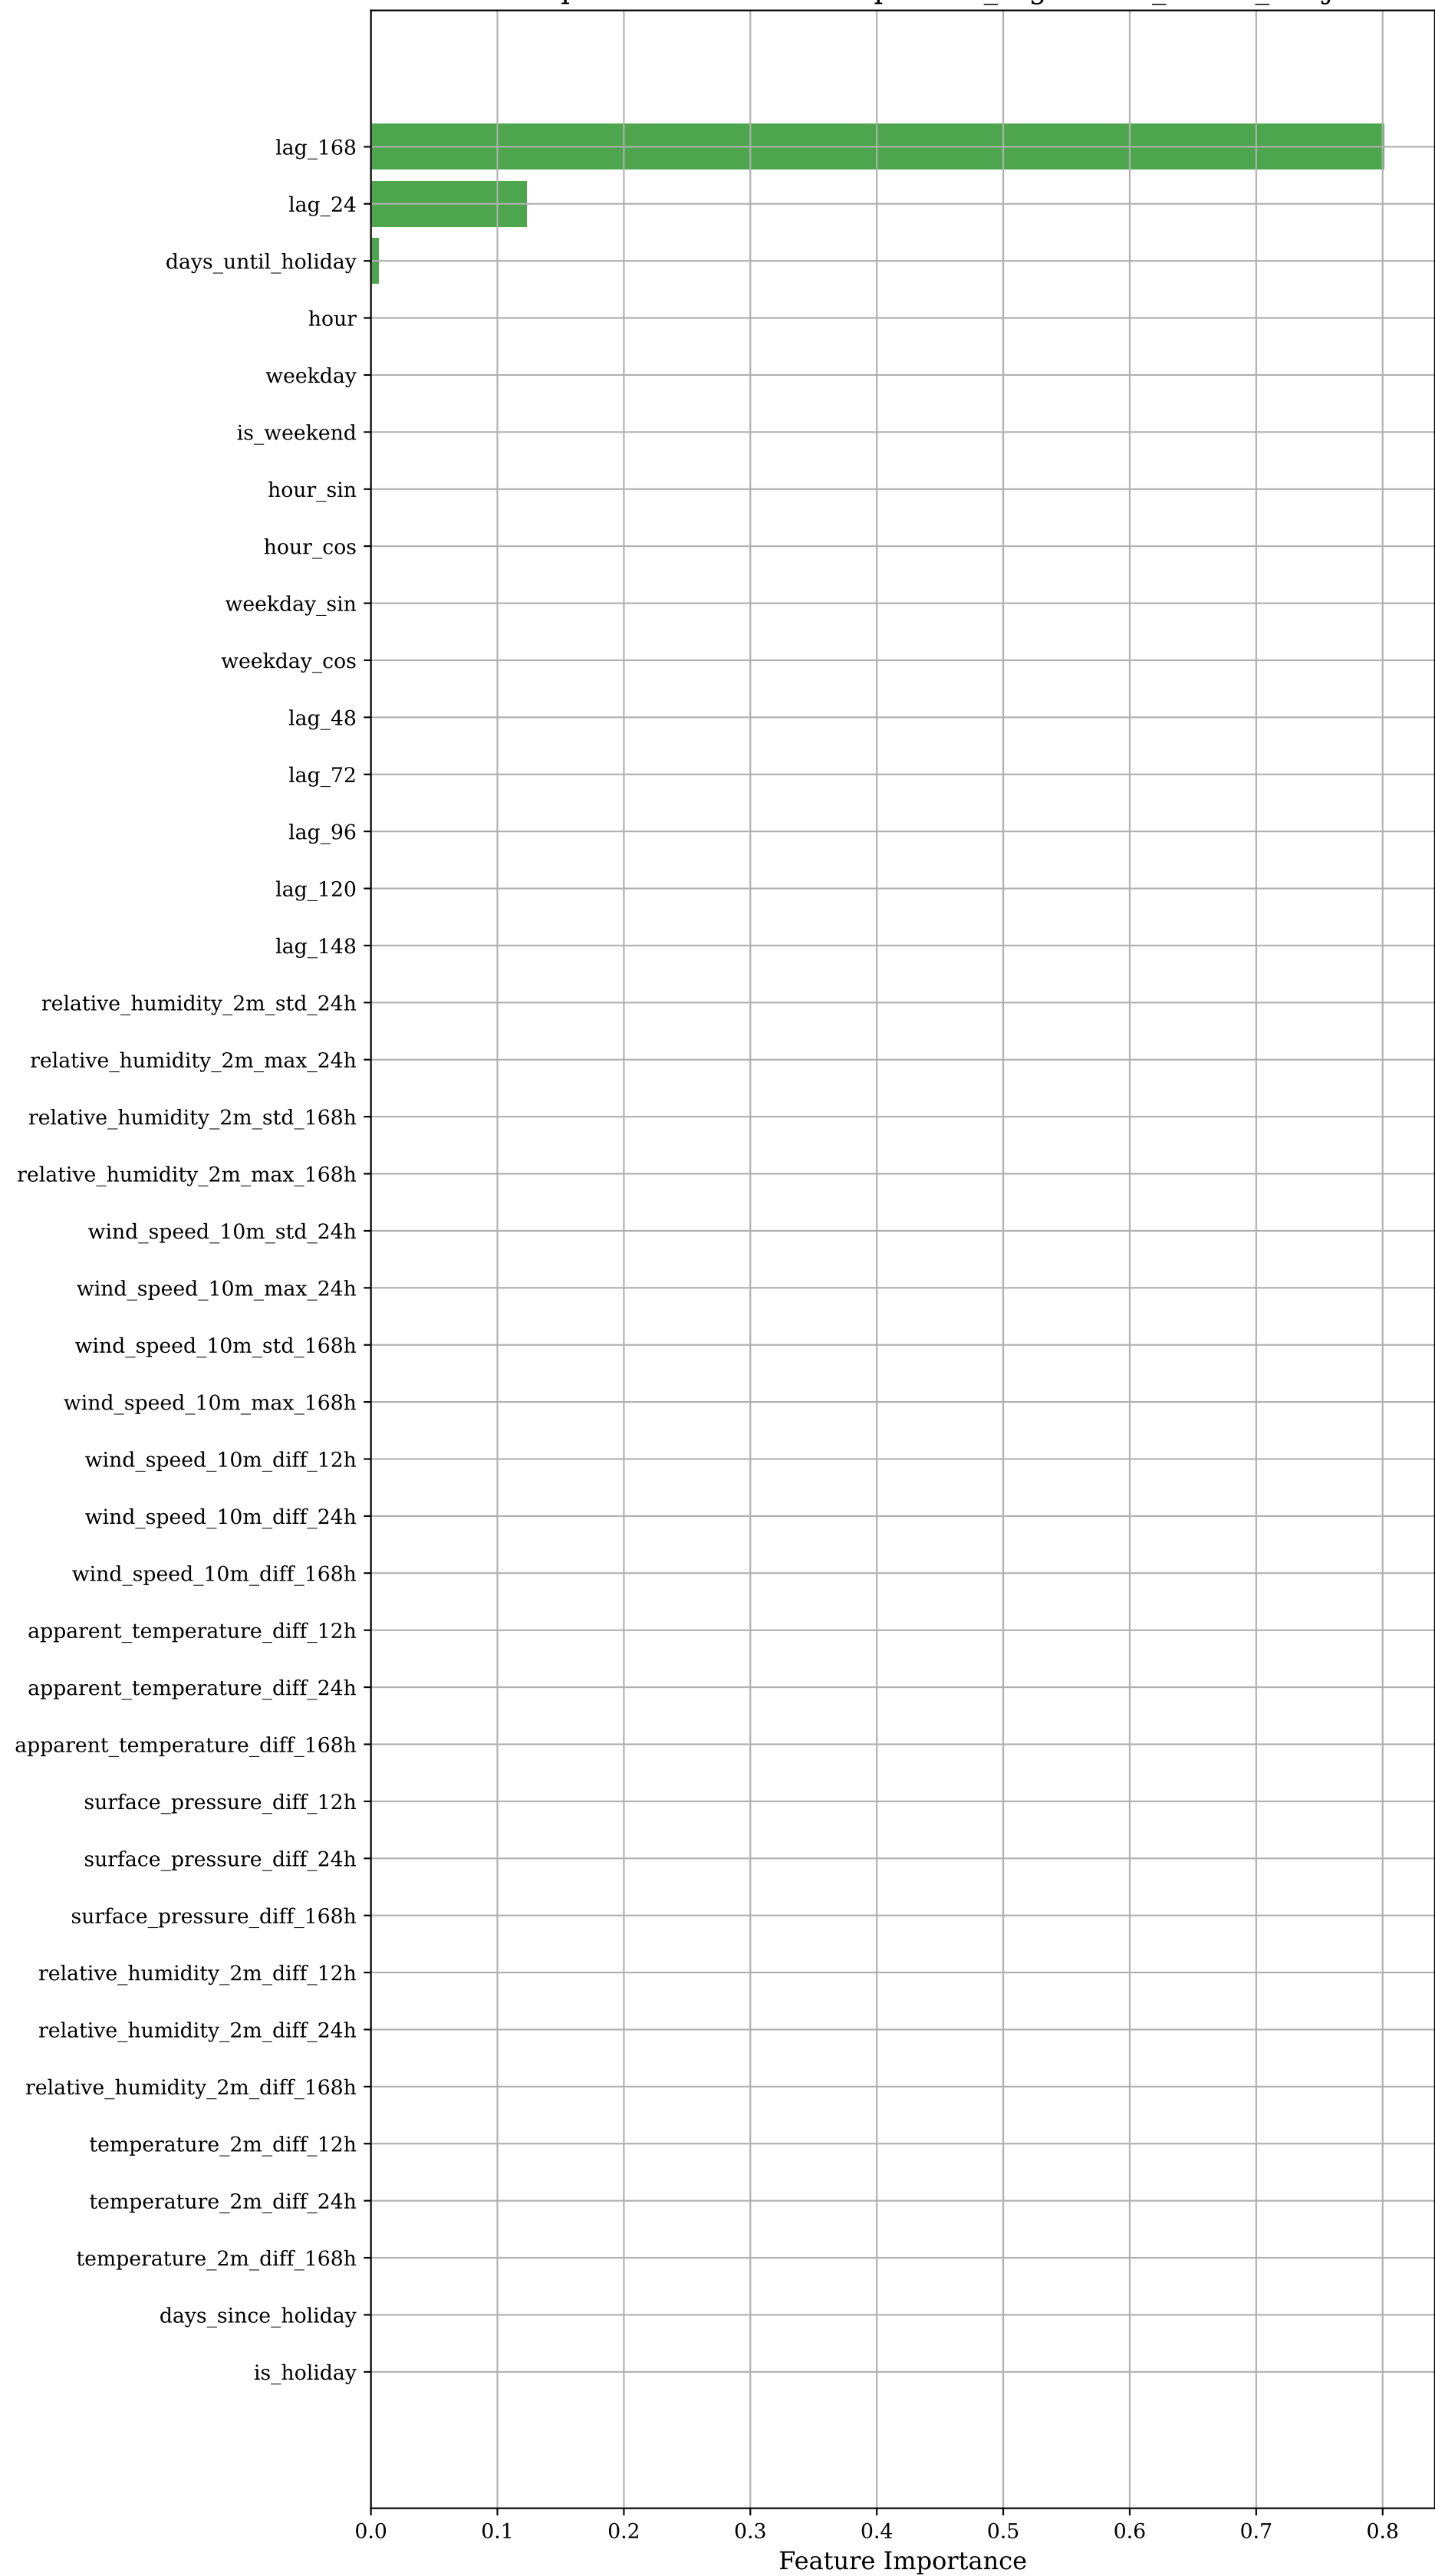 lag_168
lag_24
days_until_holiday
hour
weekday
is_weekend
hour_sin
hour_cos
weekday_sin
weekday_cos
lag_48
lag_72
lag_96
lag_120
lag_148
relative_humidity_2m_std_24h
relative_humidity_2m_max_24h
relative_humidity_2m_std_168h
relative_humidity_2m_max_168h
wind_speed_10m_std_24h
wind_speed_10m_max_24h
wind_speed_10m_std_168h
wind_speed_10m_max_168h
wind_speed_10m_diff_12h
wind_speed_10m_diff_24h
wind_speed_10m_diff_168h
apparent_temperature_diff_12h
apparent_temperature_diff_24h
apparent_temperature_diff_168h
surface_pressure_diff_12h
surface_pressure_diff_24h
surface_pressure_diff_168h
relative_humidity_2m_diff_12h
relative_humidity_2m_diff_24h
relative_humidity_2m_diff_168h
temperature_2m_diff_12h
temperature_2m_diff_24h
temperature_2m_diff_168h
days_since_holiday
is_holiday
0.0 0.1 0.2 0.3 0.4 0.5 0.6 0.7 0.8
Feature Importance